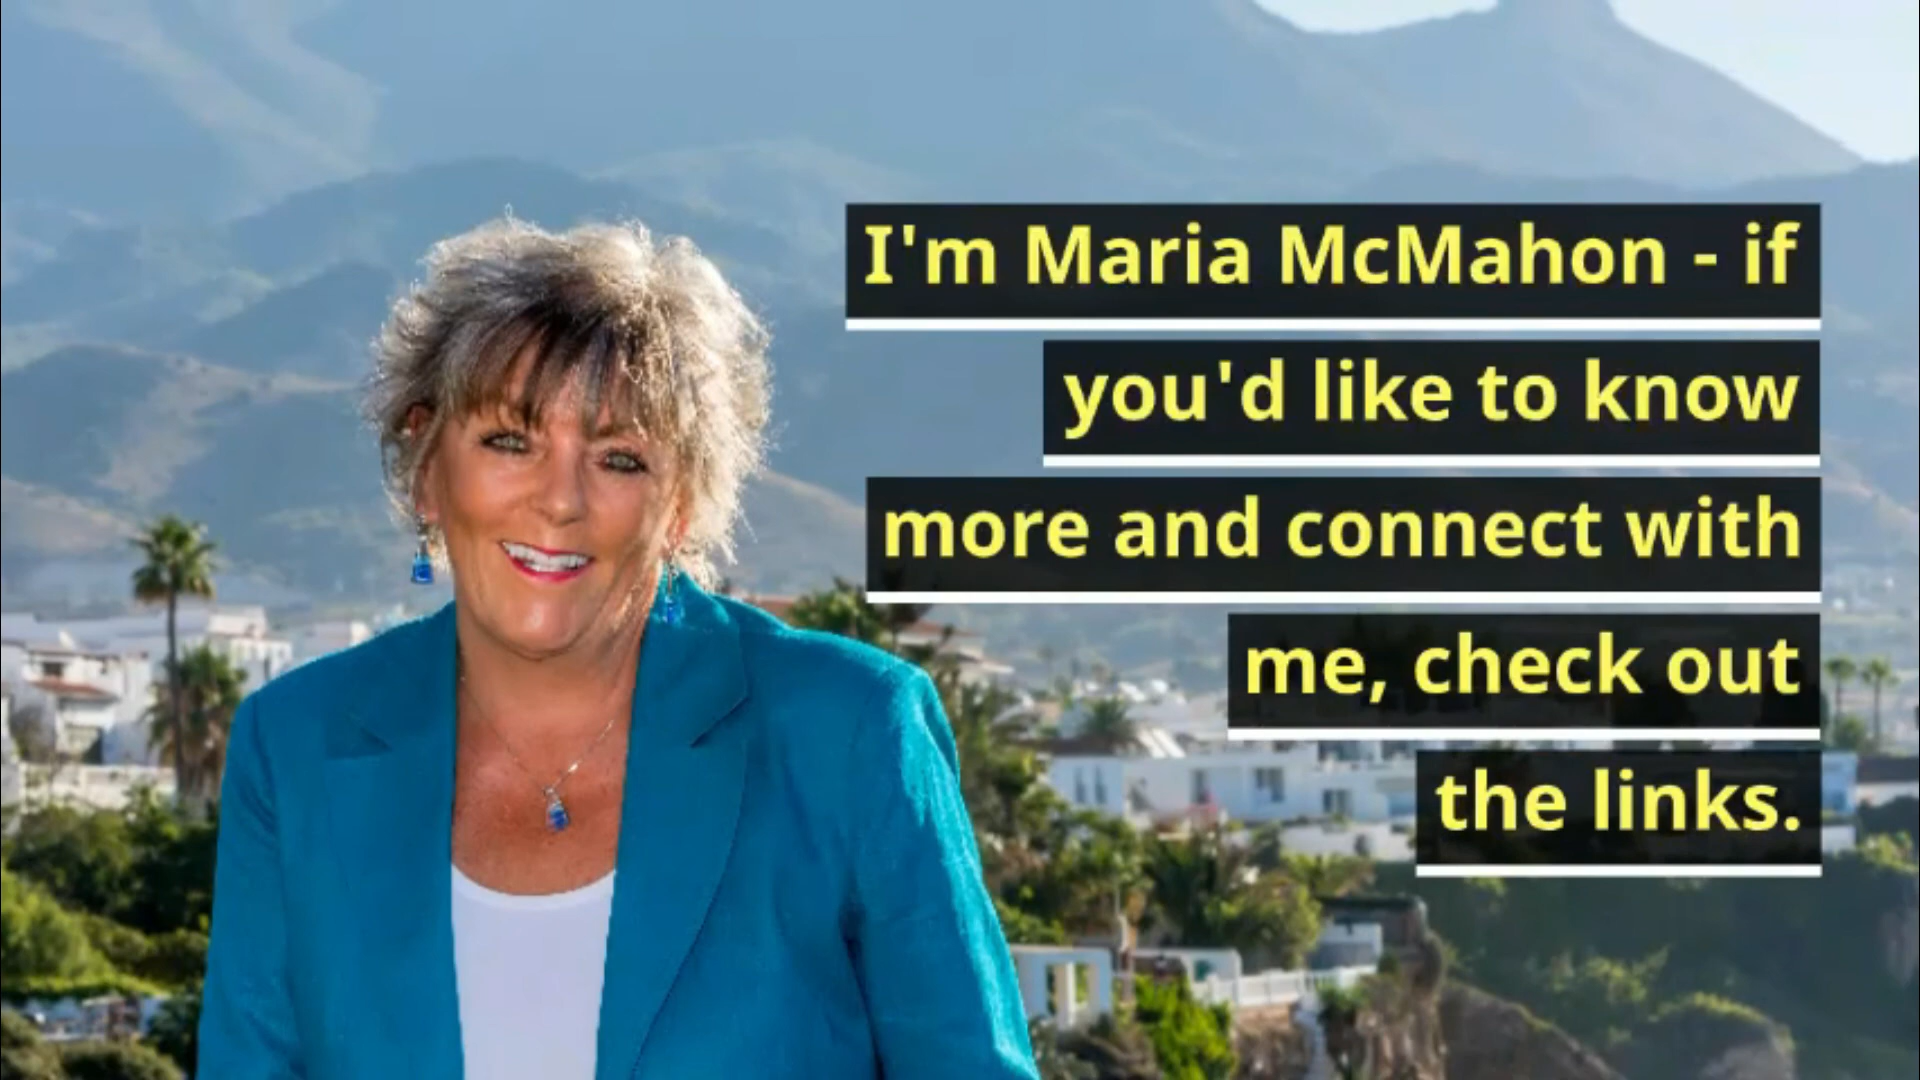 I'm Maria McMahon - if
you'd like to know
more and connect with
me, check out
the links.